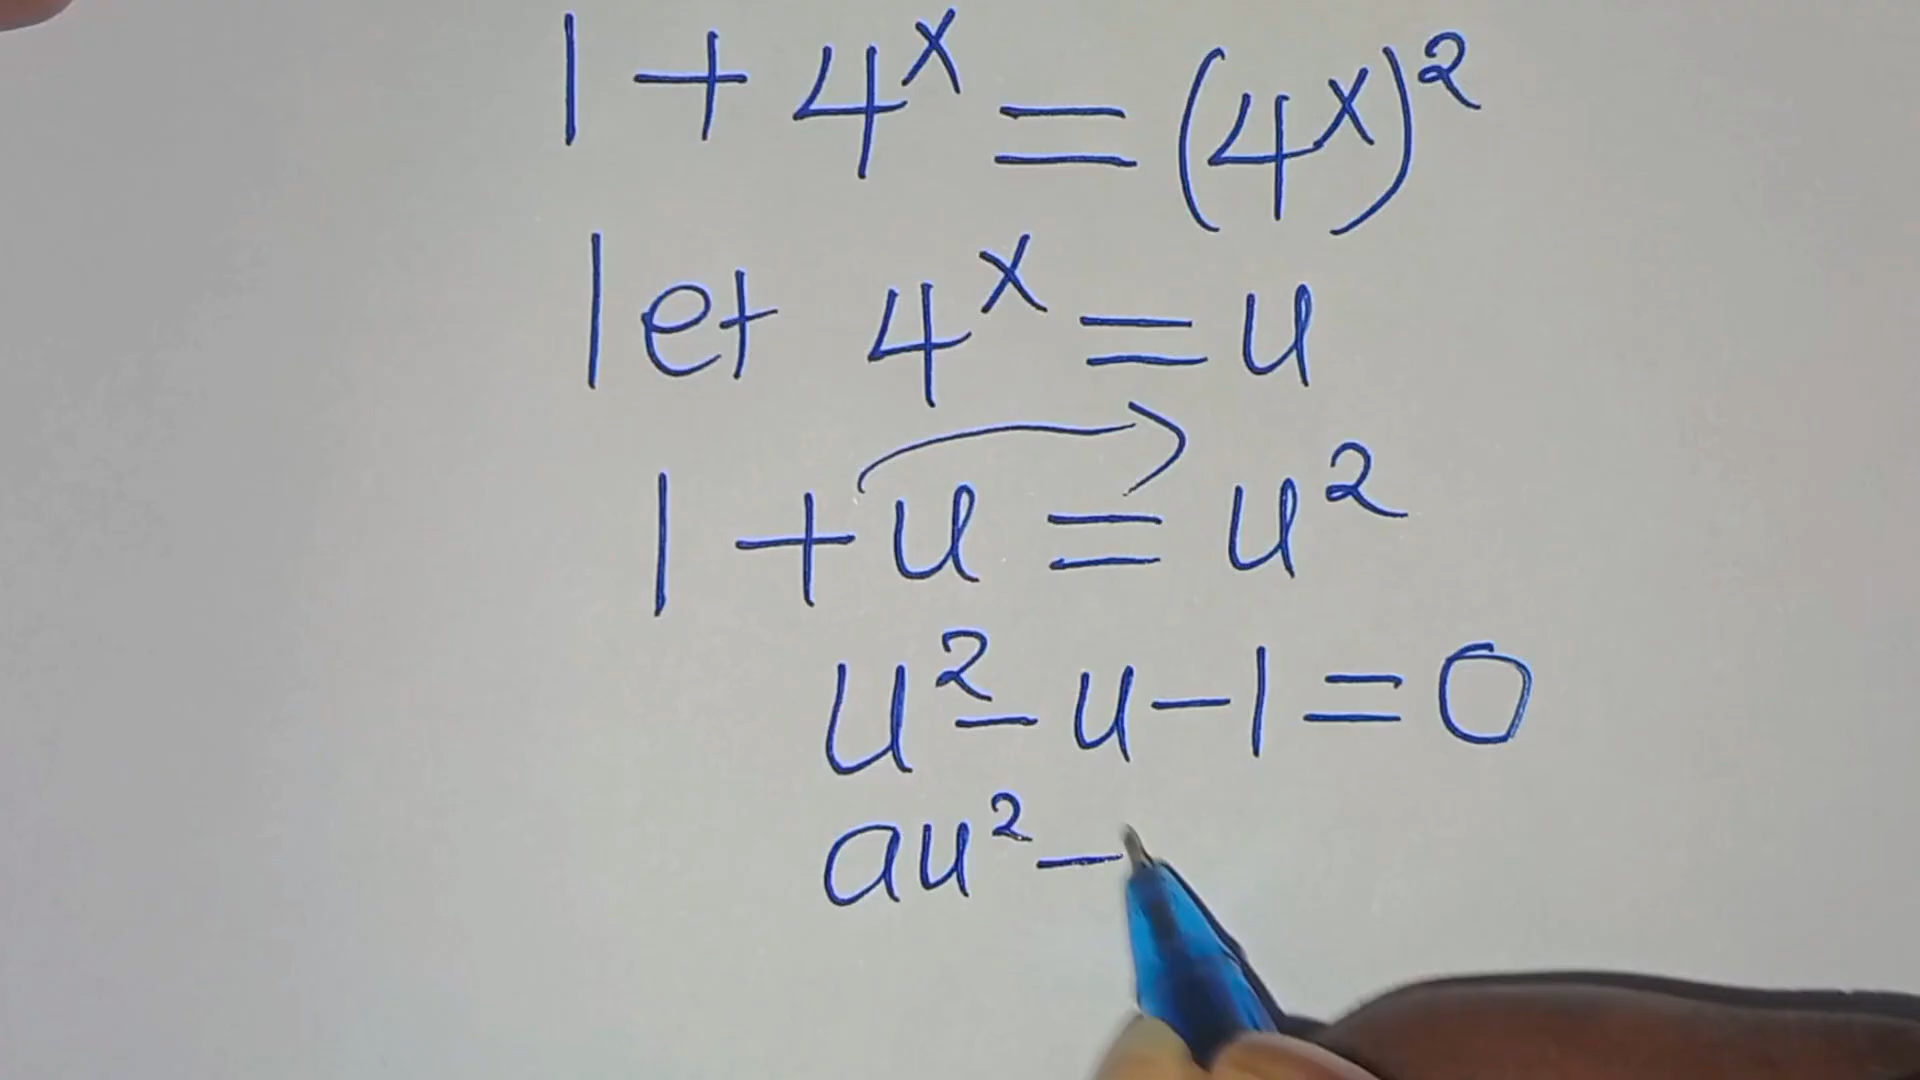 1 + 4^x = (4^x)^2
let 4^x = u
1 + u = u^2
u^2 - u - 1 = 0
au^2 -